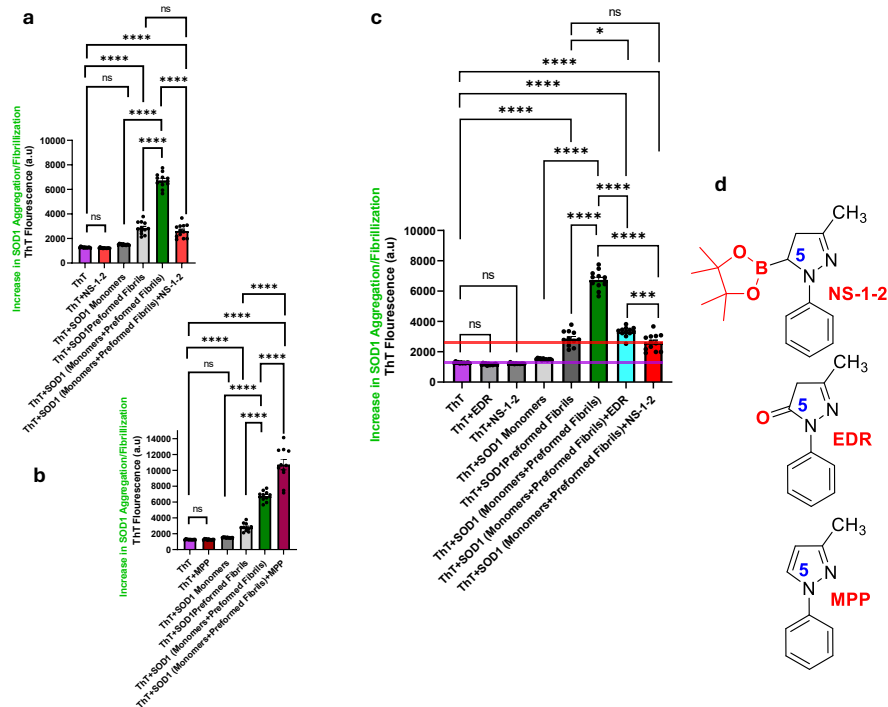 a
ns
****
****
ns
****
****
****
ns
Increase in SOD1 Aggregation/Fibrillization
ThT Flourescence (a.u)
10000
8000
6000
4000
2000
0
ThT
ThT+NS-1-2
ThT+SOD1 Monomers
ThT+SOD1Preformed Fibrils
ThT+SOD1 (Monomers+Preformed Fibrils)
ThT+SOD1 (Monomers+Preformed Fibrils)+NS-1-2
b
****
****
****
ns
****
****
****
ns
Increase in SOD1 Aggregation/Fibrillization
ThT Flourescence (a.u)
14000
12000
10000
8000
6000
4000
2000
0
ThT
ThT+MPP
ThT+SOD1 Monomers
ThT+SOD1Preformed Fibrils
ThT+SOD1 (Monomers+Preformed Fibrils)
ThT+SOD1 (Monomers+Preformed Fibrils)+MPP
c
ns
*
****
****
****
****
****
****
****
***
ns
ns
Increase in SOD1 Aggregation/Fibrillization
ThT Flourescence (a.u)
10000
8000
6000
4000
2000
0
ThT
ThT+EDR
ThT+NS-1-2
ThT+SOD1 Monomers
ThT+SOD1Preformed Fibrils
ThT+SOD1 (Monomers+Preformed Fibrils)
ThT+SOD1 (Monomers+Preformed Fibrils)+EDR
ThT+SOD1 (Monomers+Preformed Fibrils)+NS-1-2
d
CH3
O
B
5
N
O
N
NS-1-2
CH3
5
N
O
N
EDR
CH3
5
N
N
MPP